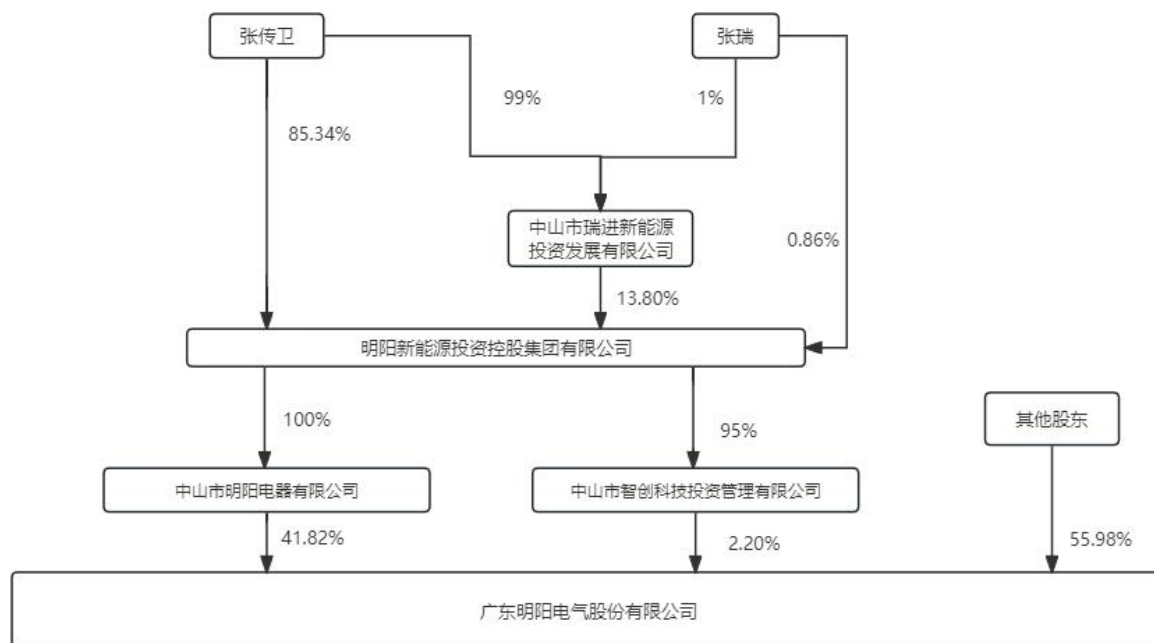 张传卫
张瑞
99%
1%
85.34%
中山市瑞进新能源
投资发展有限公司
0.86%
13.80%
明阳新能源投资控股集团有限公司
100%
95%
其他股东
中山市明阳电器有限公司
中山市智创科技投资管理有限公司
41.82%
2.20%
55.98%
广东明阳电气股份有限公司